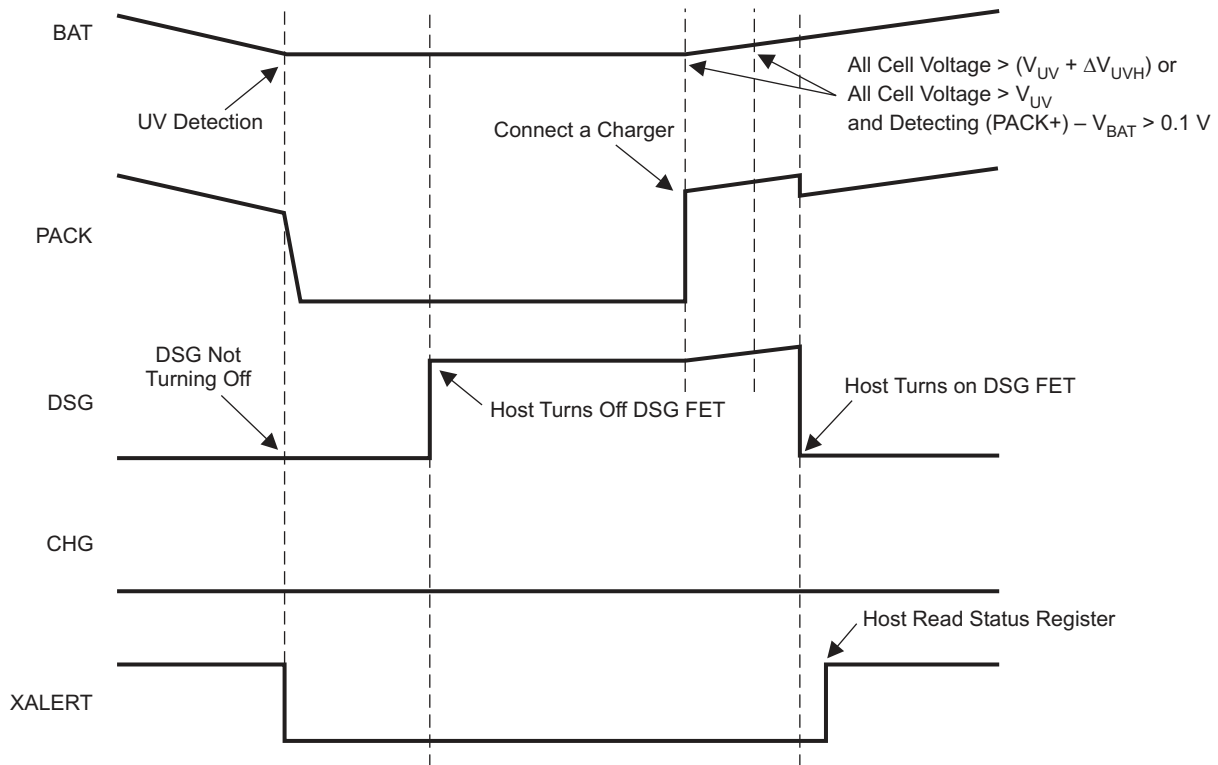 BAT
UV Detection
All Cell Voltage > (V_UV + ΔV_UVH) or
All Cell Voltage > V_UV
and Detecting (PACK+) – V_BAT > 0.1 V
Connect a Charger
PACK
DSG Not
Turning Off
DSG
Host Turns Off DSG FET
Host Turns on DSG FET
CHG
Host Read Status Register
XALERT